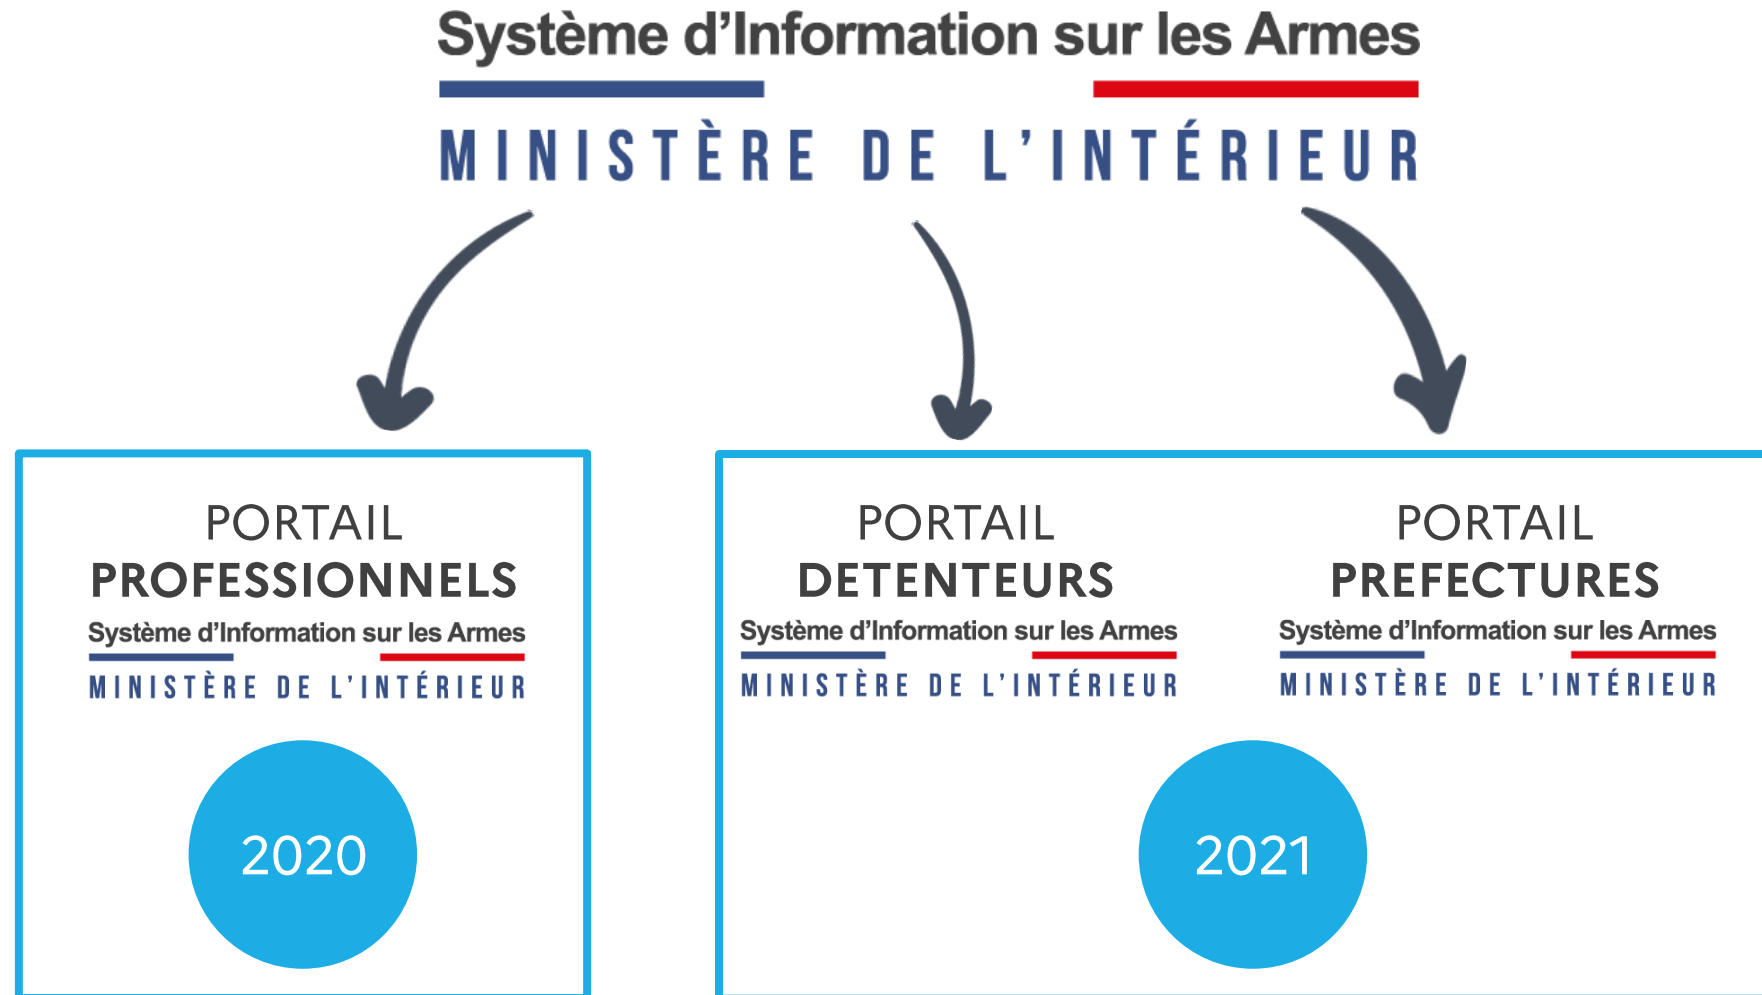 Système d'Information sur les Armes
MINISTÈRE DE L'INTÉRIEUR
PORTAIL
PROFESSIONNELS
Système d'Information sur les Armes
MINISTÈRE DE L'INTÉRIEUR
2020
PORTAIL
DETENTEURS
Système d'Information sur les Armes
MINISTÈRE DE L'INTÉRIEUR
PORTAIL
PREFECTURES
Système d'Information sur les Armes
MINISTÈRE DE L'INTÉRIEUR
2021